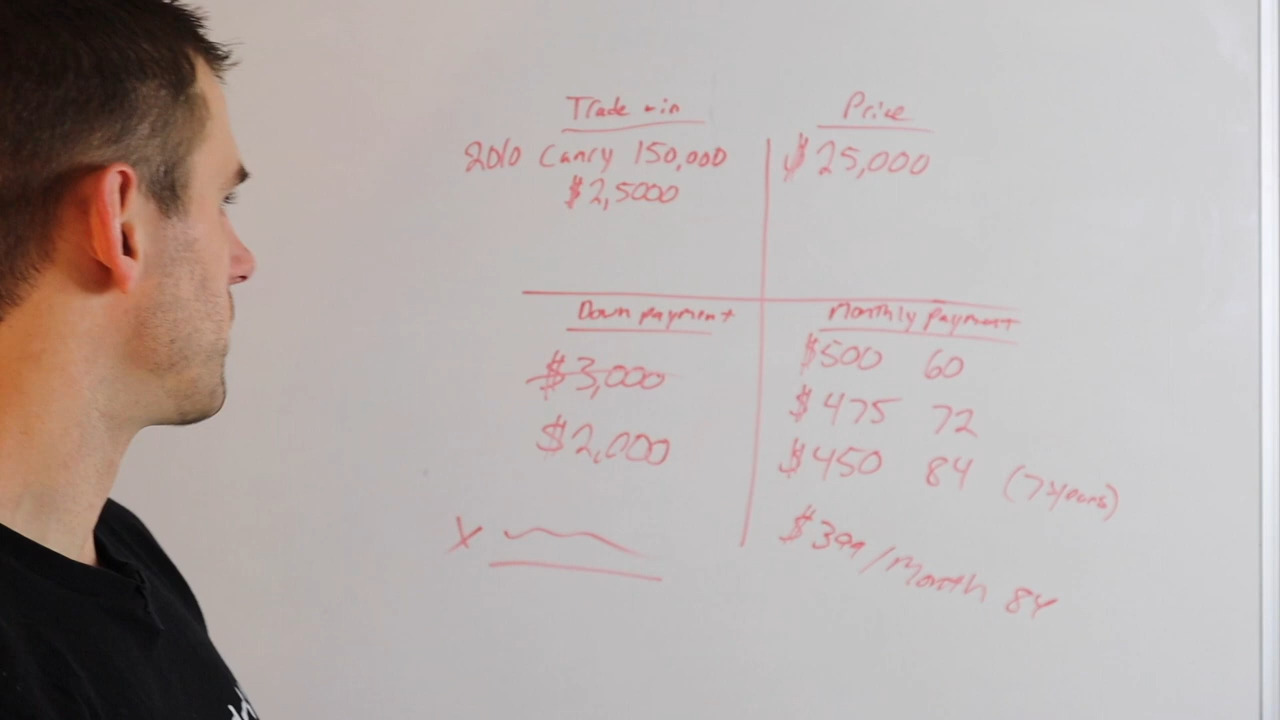 Trade-in
2010 Camry 150,000
$2,5000
Price
$25,000
Down payment
$3,000
$2,000
X
Monthly payment
$500 60
$475 72
$450 84 (7 years)
$399/Month 84